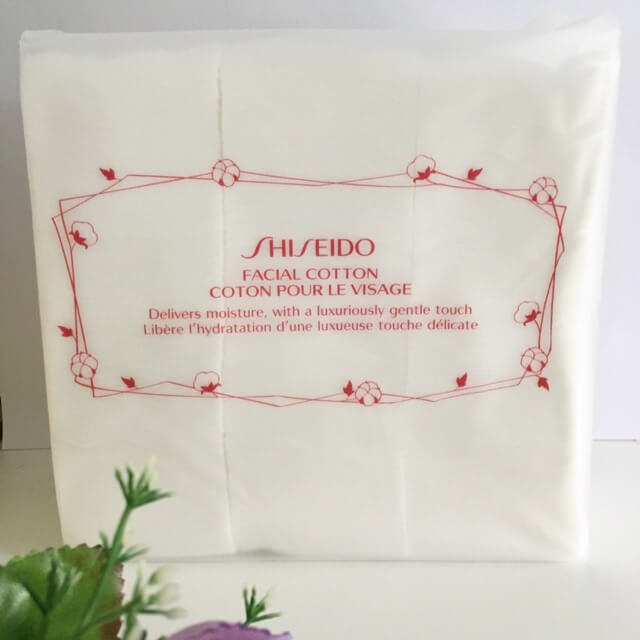 SHISEIDO
FACIAL COTTON
COTON POUR LE VISAGE
Delivers moisture, with a luxuriously gentle touch
Libère l'hydratation d'une luxueuse touche délicate